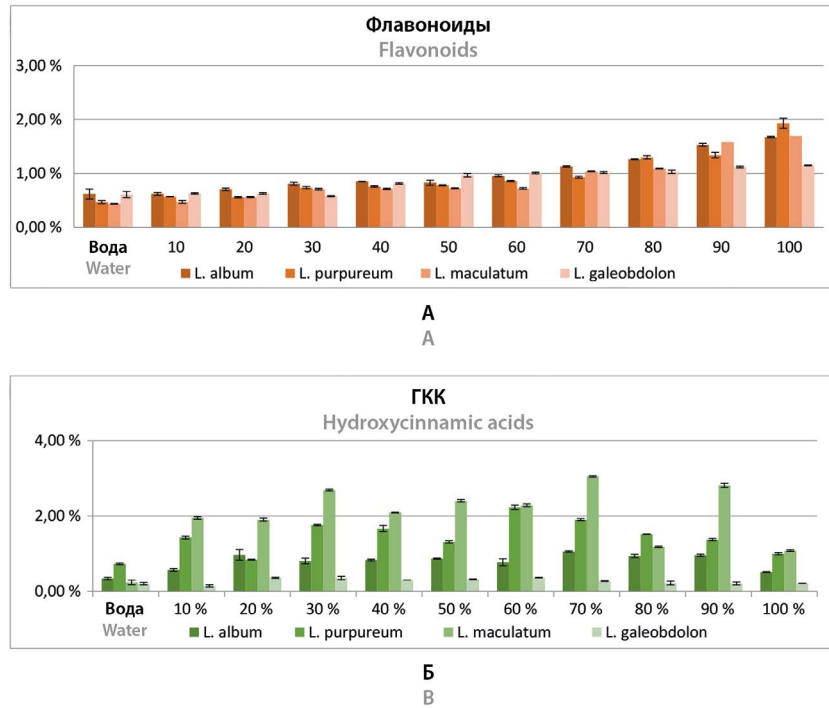 Флавоноиды
Flavonoids
3,00 %
2,00 %
1,00 %
0,00 %
Вода 10 20 30 40 50 60 70 80 90 100
Water
L. album L. purpureum L. maculatum L. galeobdolon
А
A
ГКК
Hydroxycinnamic acids
4,00 %
2,00 %
0,00 %
Вода 10 % 20 % 30 % 40 % 50 % 60 % 70 % 80 % 90 % 100 %
Water
L. album L. purpureum L. maculatum L. galeobdolon
Б
B